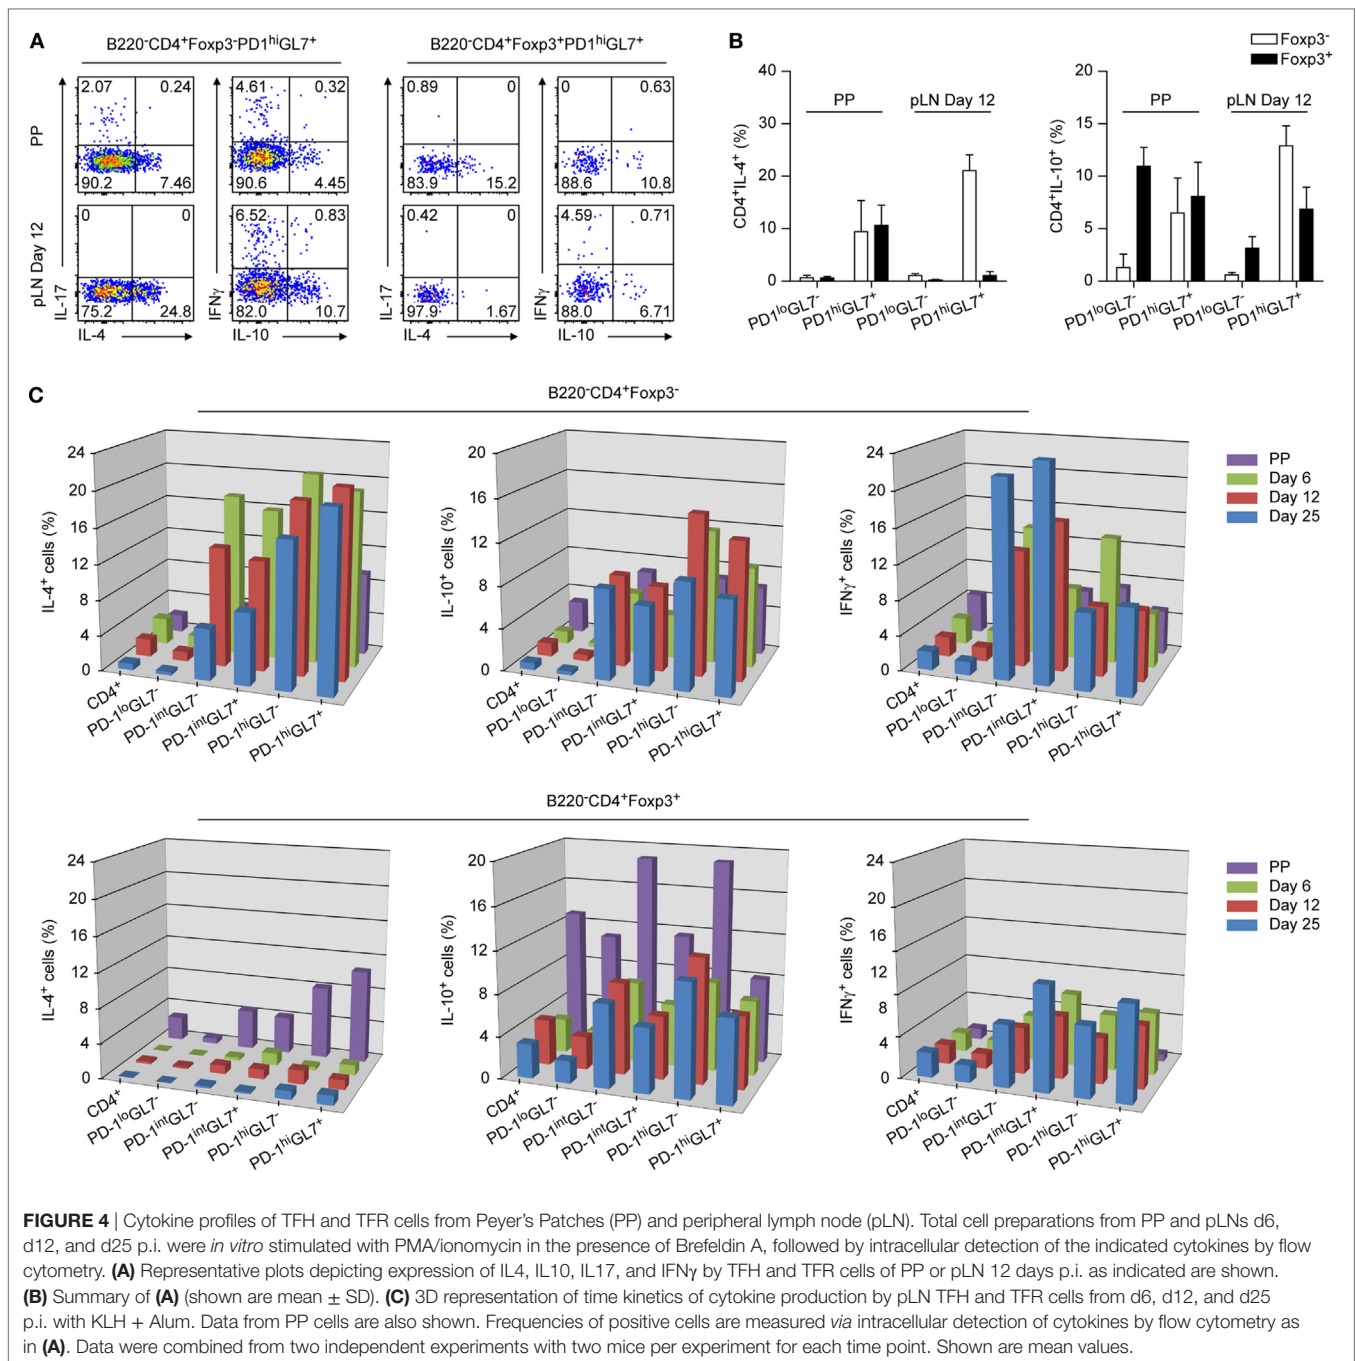 A
B220⁻CD4⁺Foxp3⁻PD1ʰⁱGL7⁺
B220⁻CD4⁺Foxp3⁺PD1ʰⁱGL7⁺
PP
2.07 0.24
90.2 7.46
4.61 0.32
90.6 4.45
0.89 0
83.9 15.2
0 0.63
88.6 10.8
pLN Day 12
0 0
75.2 24.8
6.52 0.83
82.0 10.7
0.42 0
97.9 1.67
4.59 0.71
88.0 6.71
IL-17
IFNγ
IL-17
IFNγ
IL-4
IL-10
IL-4
IL-10
B
Foxp3⁻
Foxp3⁺
CD4⁺IL-4⁺ (%)
40
30
20
10
0
PP
pLN Day 12
PD1ˡᵒGL7⁻
PD1ʰⁱGL7⁺
PD1ˡᵒGL7⁻
PD1ʰⁱGL7⁺
CD4⁺IL-10⁺ (%)
20
15
10
5
0
PP
pLN Day 12
PD1ˡᵒGL7⁻
PD1ʰⁱGL7⁺
PD1ˡᵒGL7⁻
PD1ʰⁱGL7⁺
C
B220⁻CD4⁺Foxp3⁻
IL-4⁺ cells (%)
24
20
16
12
8
4
0
CD4⁺
PD-1ˡᵒGL7⁻
PD-1ⁱⁿᵗGL7⁻
PD-1ⁱⁿᵗGL7⁺
PD-1ʰⁱGL7⁻
PD-1ʰⁱGL7⁺
IL-10⁺ cells (%)
20
16
12
8
4
0
CD4⁺
PD-1ˡᵒGL7⁻
PD-1ⁱⁿᵗGL7⁻
PD-1ⁱⁿᵗGL7⁺
PD-1ʰⁱGL7⁻
PD-1ʰⁱGL7⁺
IFNγ⁺ cells (%)
24
20
16
12
8
4
0
CD4⁺
PD-1ˡᵒGL7⁻
PD-1ⁱⁿᵗGL7⁻
PD-1ⁱⁿᵗGL7⁺
PD-1ʰⁱGL7⁻
PD-1ʰⁱGL7⁺
PP
Day 6
Day 12
Day 25
B220⁻CD4⁺Foxp3⁺
IL-4⁺ cells (%)
24
20
16
12
8
4
0
CD4⁺
PD-1ˡᵒGL7⁻
PD-1ⁱⁿᵗGL7⁻
PD-1ⁱⁿᵗGL7⁺
PD-1ʰⁱGL7⁻
PD-1ʰⁱGL7⁺
IL-10⁺ cells (%)
20
16
12
8
4
0
CD4⁺
PD-1ˡᵒGL7⁻
PD-1ⁱⁿᵗGL7⁻
PD-1ⁱⁿᵗGL7⁺
PD-1ʰⁱGL7⁻
PD-1ʰⁱGL7⁺
IFNγ⁺ cells (%)
24
20
16
12
8
4
0
CD4⁺
PD-1ˡᵒGL7⁻
PD-1ⁱⁿᵗGL7⁻
PD-1ⁱⁿᵗGL7⁺
PD-1ʰⁱGL7⁻
PD-1ʰⁱGL7⁺
PP
Day 6
Day 12
Day 25
FIGURE 4 | Cytokine profiles of TFH and TFR cells from Peyer's Patches (PP) and peripheral lymph node (pLN). Total cell preparations from PP and pLNs d6,
d12, and d25 p.i. were in vitro stimulated with PMA/ionomycin in the presence of Brefeldin A, followed by intracellular detection of the indicated cytokines by flow
cytometry. (A) Representative plots depicting expression of IL4, IL10, IL17, and IFNγ by TFH and TFR cells of PP or pLN 12 days p.i. as indicated are shown.
(B) Summary of (A) (shown are mean ± SD). (C) 3D representation of time kinetics of cytokine production by pLN TFH and TFR cells from d6, d12, and d25
p.i. with KLH + Alum. Data from PP cells are also shown. Frequencies of positive cells are measured via intracellular detection of cytokines by flow cytometry as
in (A). Data were combined from two independent experiments with two mice per experiment for each time point. Shown are mean values.